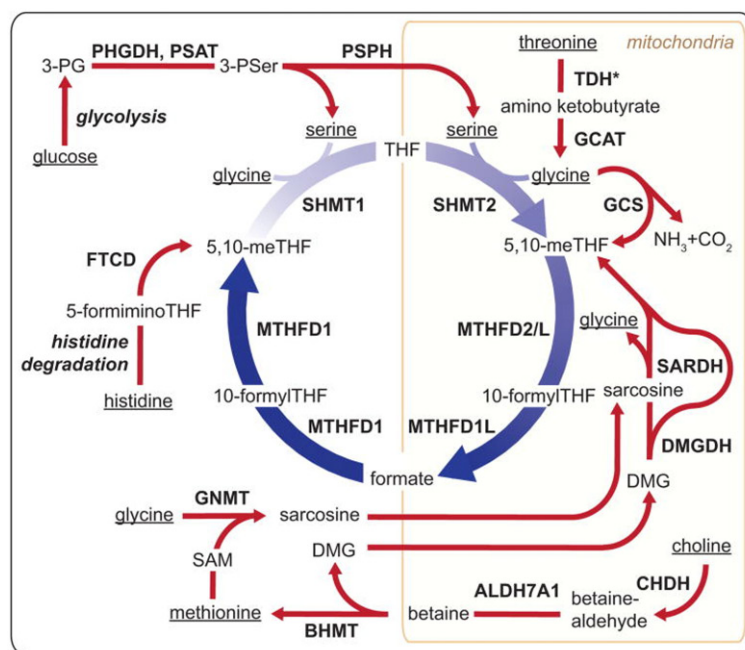 PHGDH, PSAT
PSPH
threonine
mitochondria
3-PG
3-PSer
TDH*
amino ketobutyrate
glycolysis
GCAT
serine
serine
glucose
THF
glycine
glycine
SHMT1
SHMT2
GCS
5,10-meTHF
5,10-meTHF
NH3+CO2
FTCD
5-formiminoTHF
glycine
histidine
degradation
MTHFD1
MTHFD2/L
SARDH
histidine
10-formylTHF
10-formylTHF
sarcosine
MTHFD1
MTHFD1L
DMGDH
formate
DMG
GNMT
glycine
sarcosine
SAM
DMG
choline
CHDH
ALDH7A1
methionine
betaine
betaine-
aldehyde
BHMT